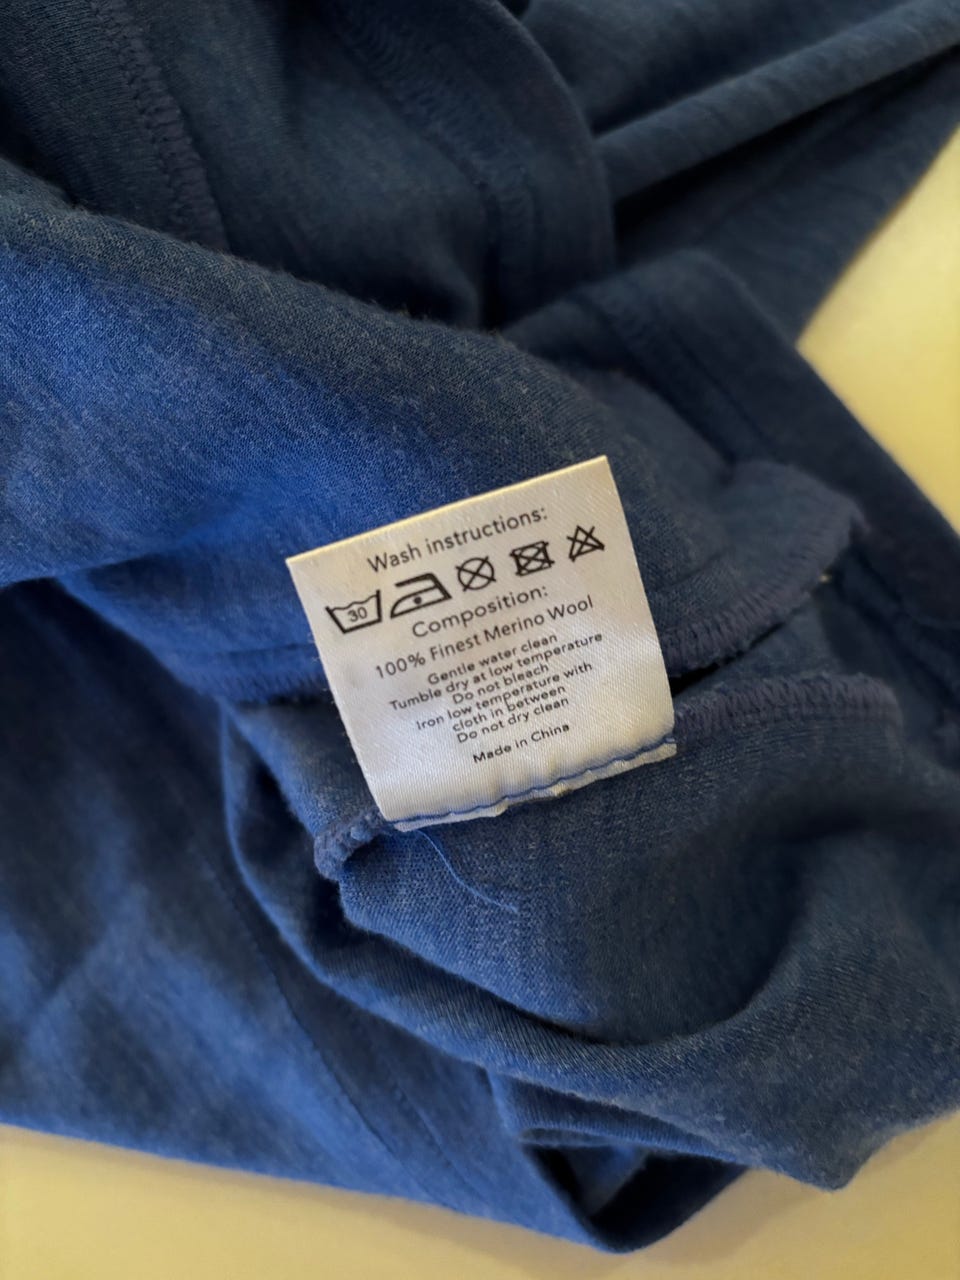 Wash instructions:
30
Composition:
100% Finest Merino Wool
Gentle water clean
Tumble dry at low temperature
Do not bleach
Iron low temperature with
cloth in between
Do not dry clean
Made in China